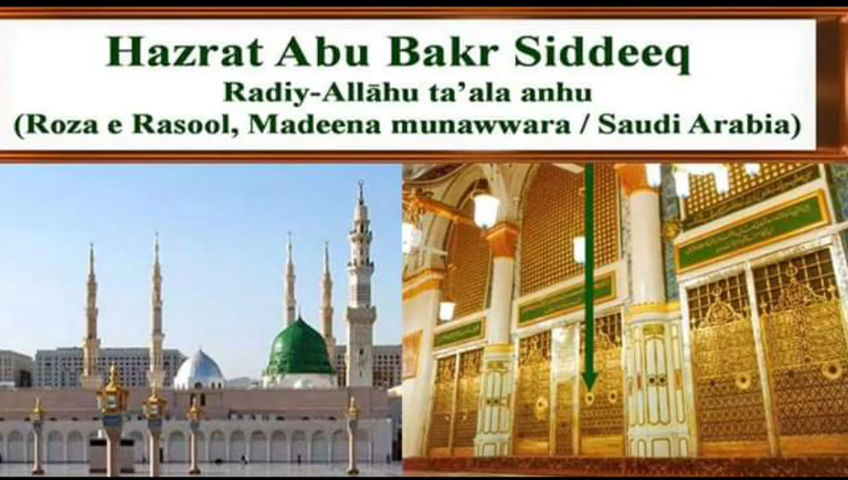 Hazrat Abu Bakr Siddeeq
Radiy-Allāhu ta’ala anhu
(Roza e Rasool, Madeena munawwara / Saudi Arabia)